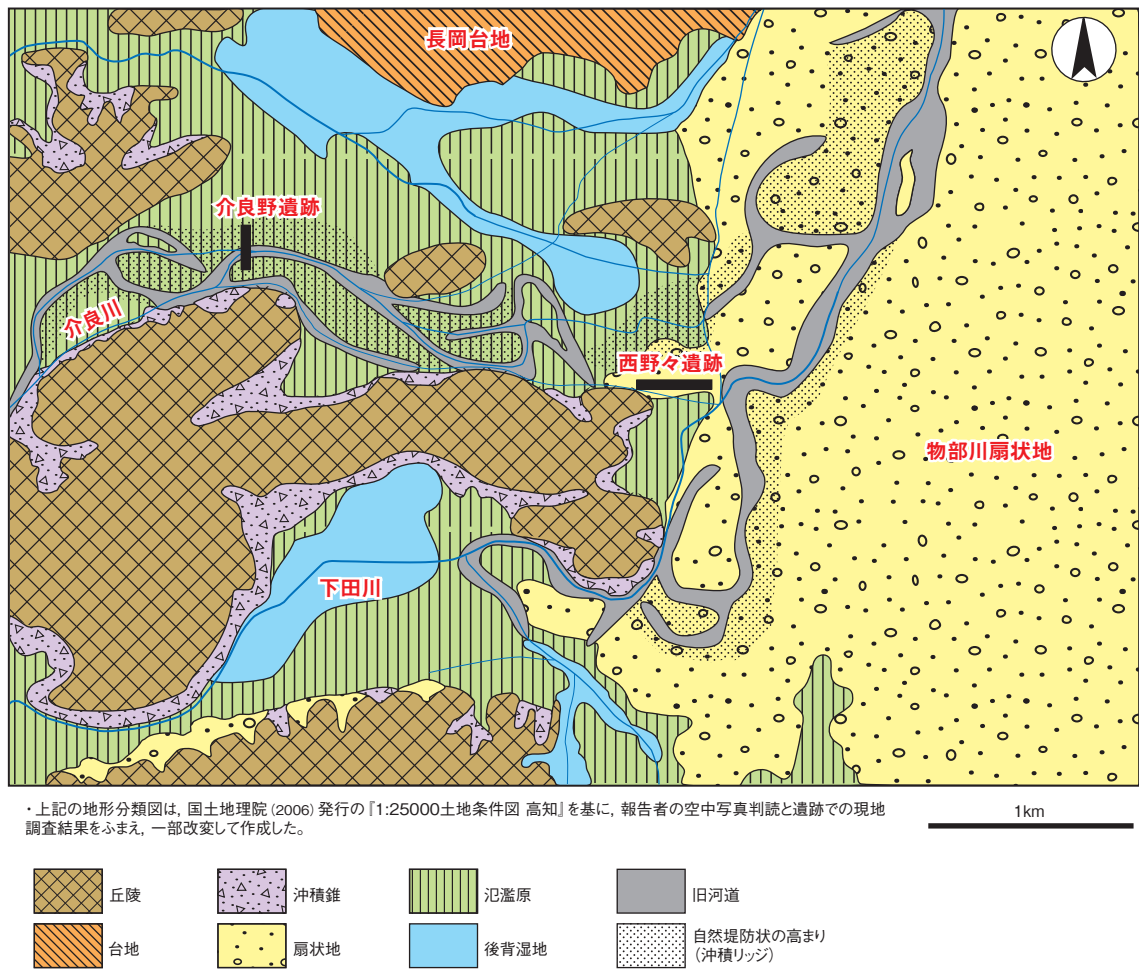 長岡台地
介良野遺跡
介良川
西野々遺跡
物部川扇状地
下田川
・上記の地形分類図は, 国土地理院 (2006) 発行の『1:25000土地条件図 高知』を基に, 報告者の空中写真判読と遺跡での現地
調査結果をふまえ, 一部改変して作成した。
1km
丘陵
沖積錐
氾濫原
旧河道
台地
扇状地
後背湿地
自然堤防状の高まり
(沖積リッジ)